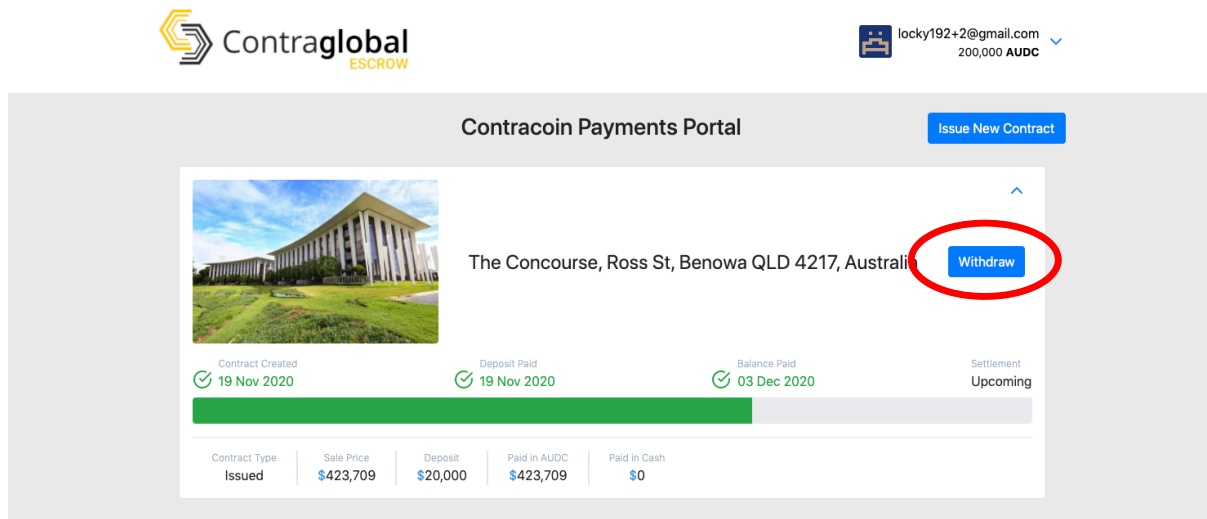 Contraglobal
ESCROW
locky192+2@gmail.com
200,000 AUDC
Contracoin Payments Portal
Issue New Contract
The Concourse, Ross St, Benowa QLD 4217, Australia
Withdraw
Contract Created
19 Nov 2020
Deposit Paid
19 Nov 2020
Balance Paid
03 Dec 2020
Settlement
Upcoming
Contract Type
Issued
Sale Price
$423,709
Deposit
$20,000
Paid in AUDC
$423,709
Paid in Cash
$0